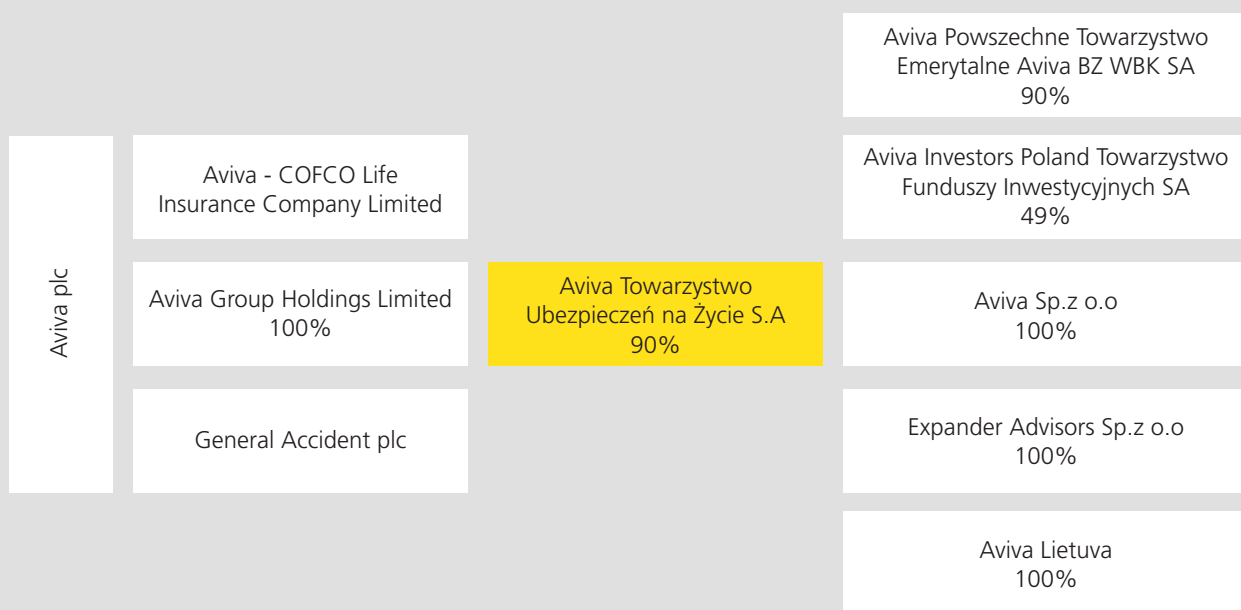 Aviva plc
Aviva - COFCO Life
Insurance Company Limited
Aviva Group Holdings Limited
100%
General Accident plc
Aviva Towarzystwo
Ubezpieczeń na Życie S.A
90%
Aviva Powszechne Towarzystwo
Emerytalne Aviva BZ WBK SA
90%
Aviva Investors Poland Towarzystwo
Funduszy Inwestycyjnych SA
49%
Aviva Sp.z o.o
100%
Expander Advisors Sp.z o.o
100%
Aviva Lietuva
100%